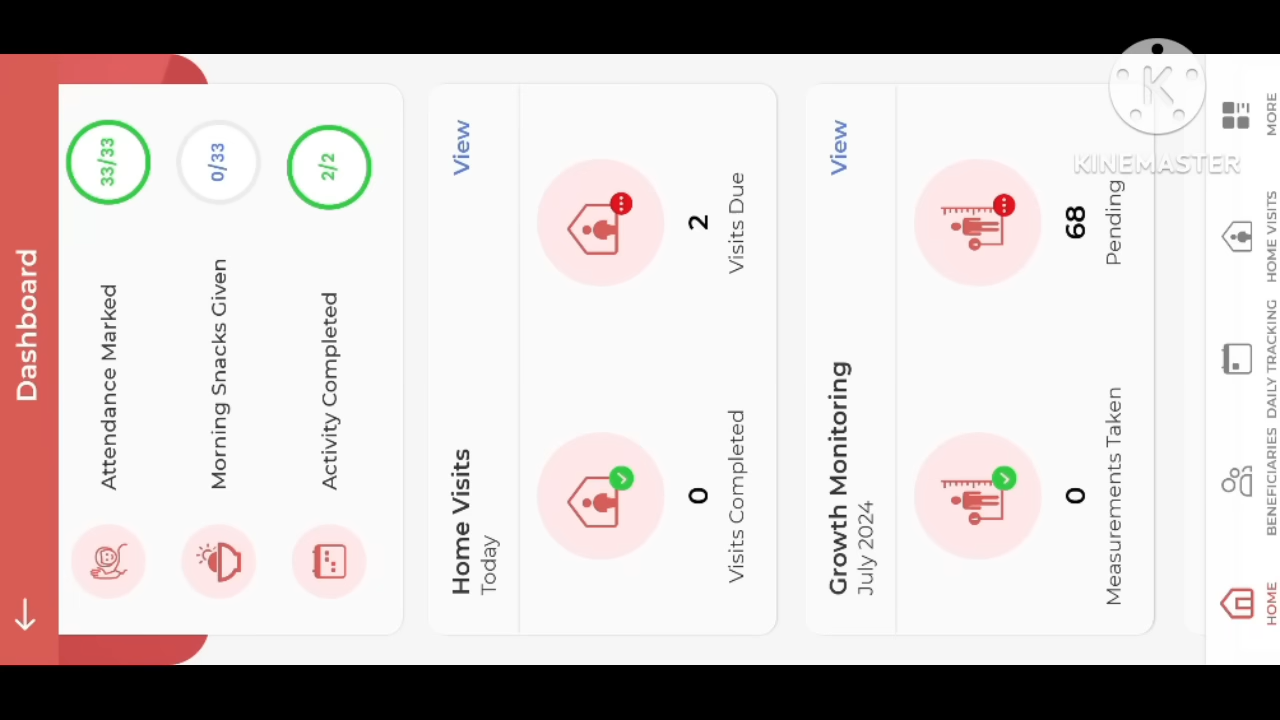 Dashboard
Attendance Marked
33/33
Morning Snacks Given
0/33
Activity Completed
2/2
Home Visits
View
Today
0
2
Visits Completed
Visits Due
Growth Monitoring
View
July 2024
0
68
Measurements Taken
Pending
HOME
BENEFICIARIES
DAILY TRACKING
HOME VISITS
MORE
K
KINEMASTER